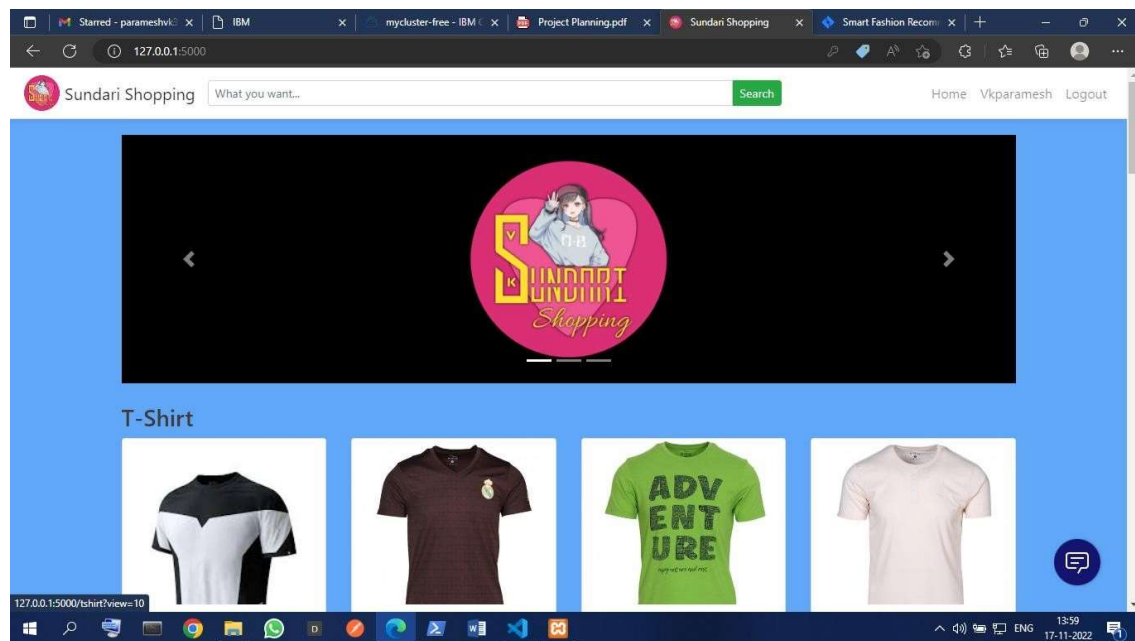 Starred - parameshvk
IBM
mycluster-free - IBM C
Project Planning.pdf
Sundari Shopping
Smart Fashion Recom
127.0.0.1:5000
Sundari Shopping
What you want...
Search
Home
Vkparamesh
Logout
V
SUNDARI
K
Shopping
T-Shirt
ADV
ENT
URE
127.0.0.1:5000/tshirt?view=10
ENG
13:59
17-11-2022